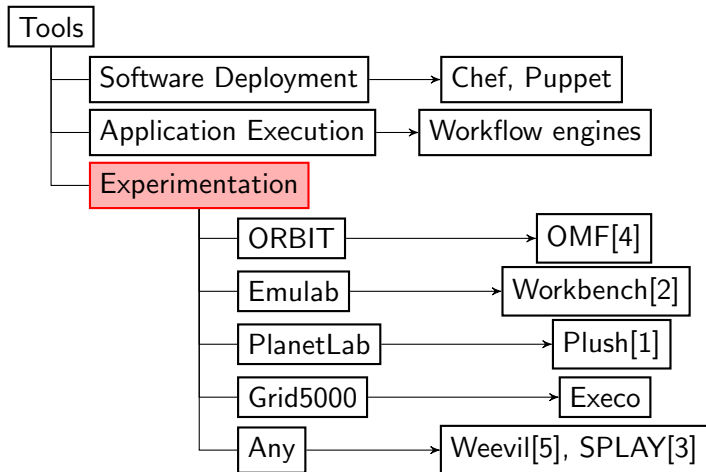 Tools
Software Deployment Chef, Puppet
Application Execution Workflow engines
Experimentation
ORBIT OMF[4]
Emulab Workbench[2]
PlanetLab Plush[1]
Grid5000 Execo
Any Weevil[5], SPLAY[3]